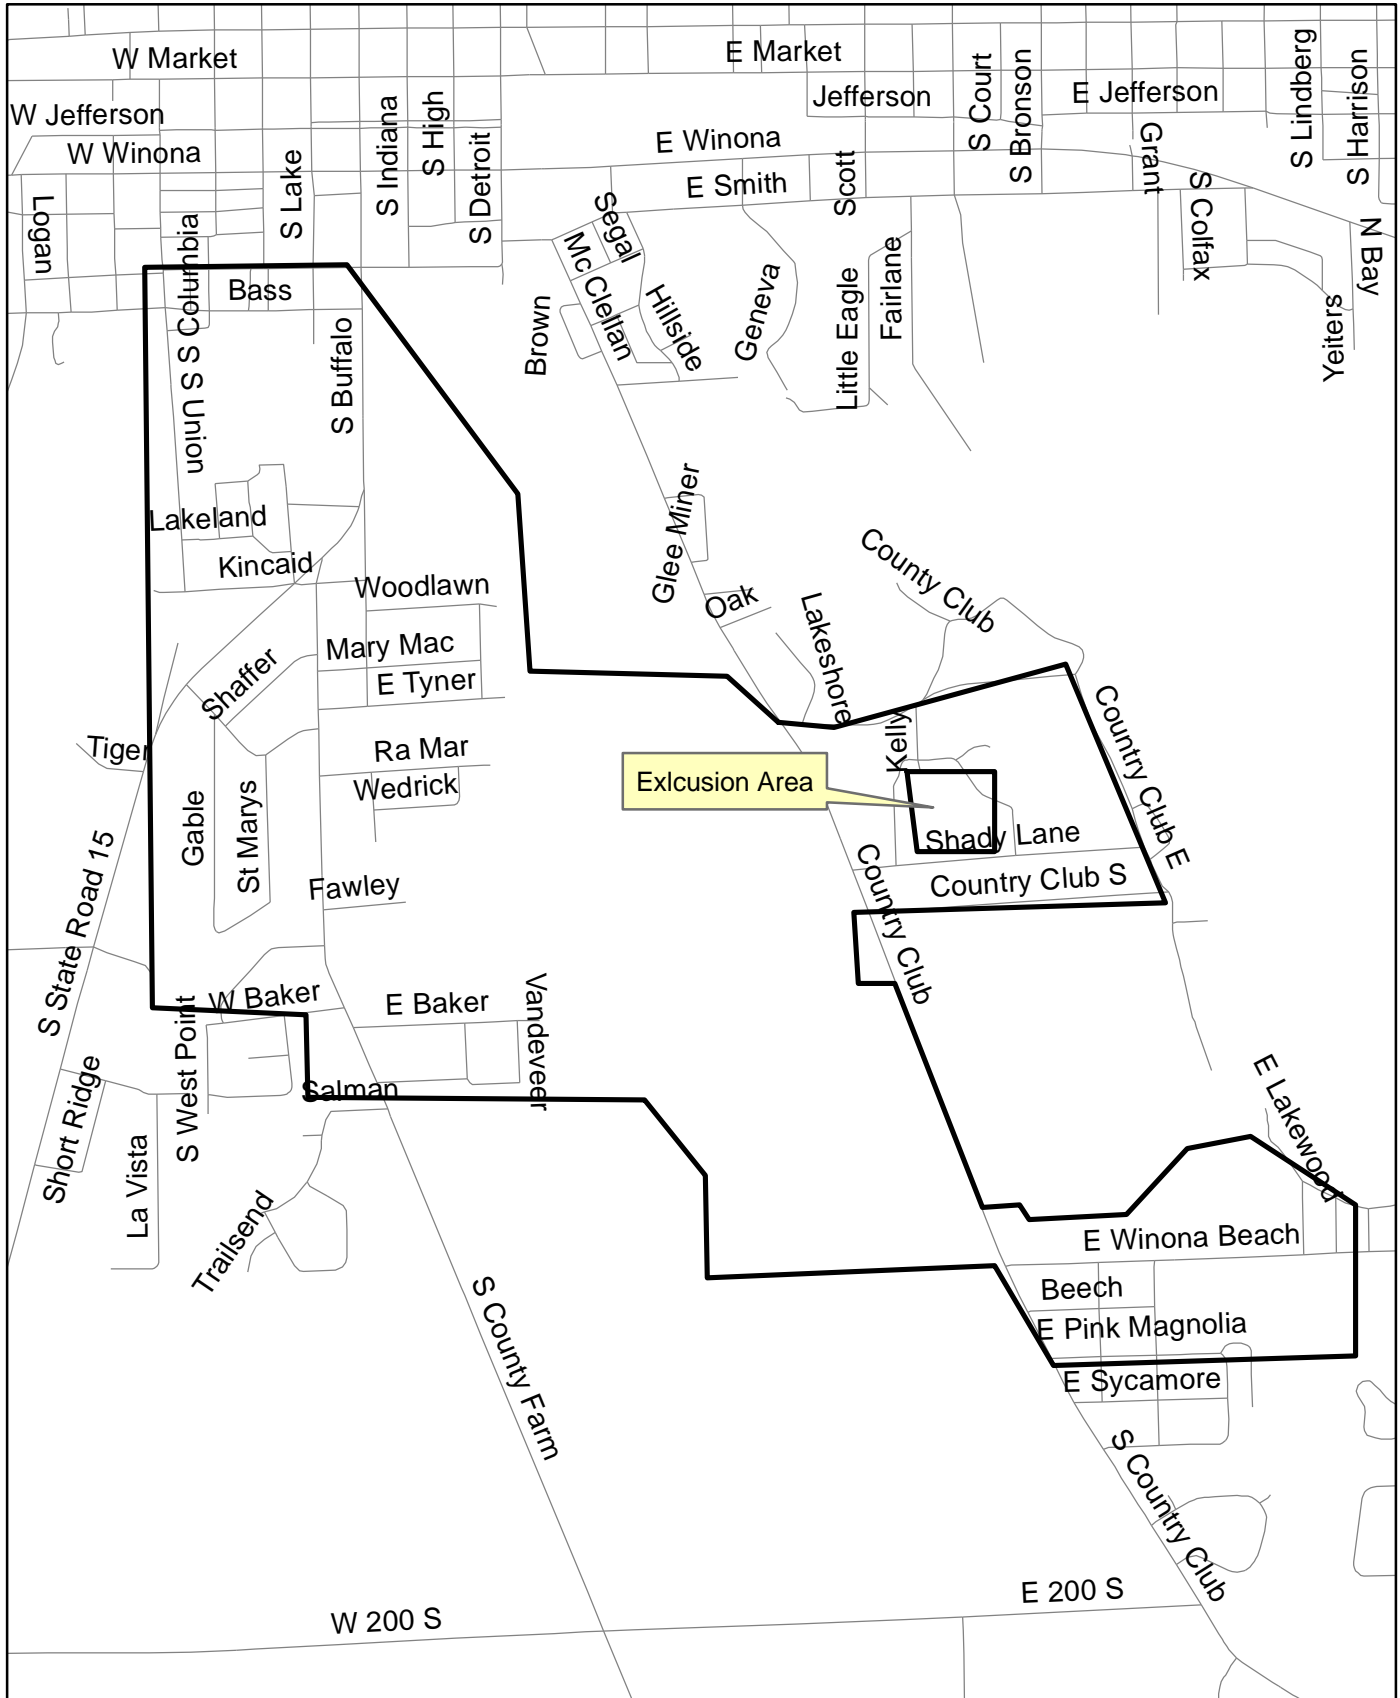 W Market
E Market
S Court
S Bronson
S Lindberg
S Harrison
W Jefferson
S Indiana
S High
Jefferson
E Jefferson
W Winona
S Lake
S Detroit
E Winona
Scott
Grant
E Smith
Logan
S Columbia
Segal
S Colfax
N Bay
Bass
Mc Clellan
Hillside
Geneva
Little Eagle
Fairlane
Yeiters
Brown
S Buffalo
S Union
Lakeland
Glee Miner
County Club
Kincaid
Woodlawn
Oak
Lakeshore
Mary Mac
Shaffer
E Tyner
Kelly
Country Club E
Tiger
Ra Mar
Wedrick
Exlcusion Area
Gable
St Marys
Shady Lane
Country Club S
Fawley
Country Club
S State Road 15
W Baker
E Baker
Vandeveer
S West Point
Salman
E Lakewood
Short Ridge
La Vista
Trailsend
E Winona Beach
Beech
E Pink Magnolia
E Sycamore
S County Farm
S Country Club
W 200 S
E 200 S